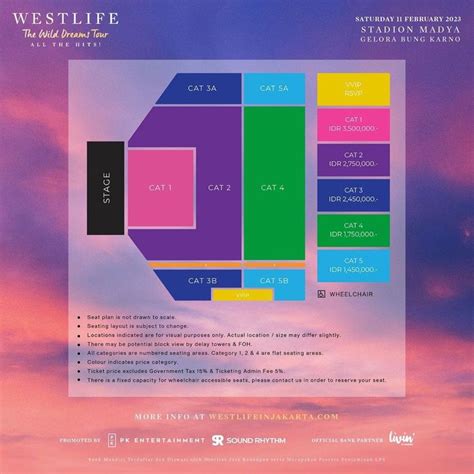 WESTLIFE
The Wild Dreams Tour
ALL THE HITS!
SATURDAY 11 FEBRUARY 2023
STADION MADYA
GELORA BUNG KARNO
CAT 3A
CAT 5A
VVIP
RSVP
CAT 1
IDR 3,500,000.-
CAT 2
IDR 2,750,000.-
STAGE
CAT 1
CAT 2
CAT 4
CAT 3
IDR 2,450,000.-
CAT 4
IDR 1,750,000.-
CAT 5
IDR 1,450,000.-
CAT 3B
CAT 5B
VVIP
WHEELCHAIR
Seat plan is not drawn to scale.
Seating layout is subject to change.
Locations indicated are for visual purposes only. Actual location / size may differ slightly.
There may be potential block view by delay towers & FOH.
All categories are numbered seating areas. Category 1, 2 & 4 are flat seating areas.
Colour indicates price category.
Ticket price excludes Government Tax 15% & Ticketing Admin Fee 5%.
There is a fixed capacity for wheelchair accessible seats, please contact us in order to reserve your seat.
MORE INFO AT WESTLIFEINJAKARTA.COM
PROMOTED BY PK ENTERTAINMENT SR SOUND RHYTHM OFFICIAL BANK PARTNER livin'